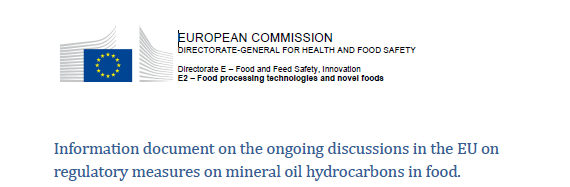 EUROPEAN COMMISSION
DIRECTORATE-GENERAL FOR HEALTH AND FOOD SAFETY
Directorate E – Food and Feed Safety, Innovation
E2 – Food processing technologies and novel foods
Information document on the ongoing discussions in the EU on
regulatory measures on mineral oil hydrocarbons in food.